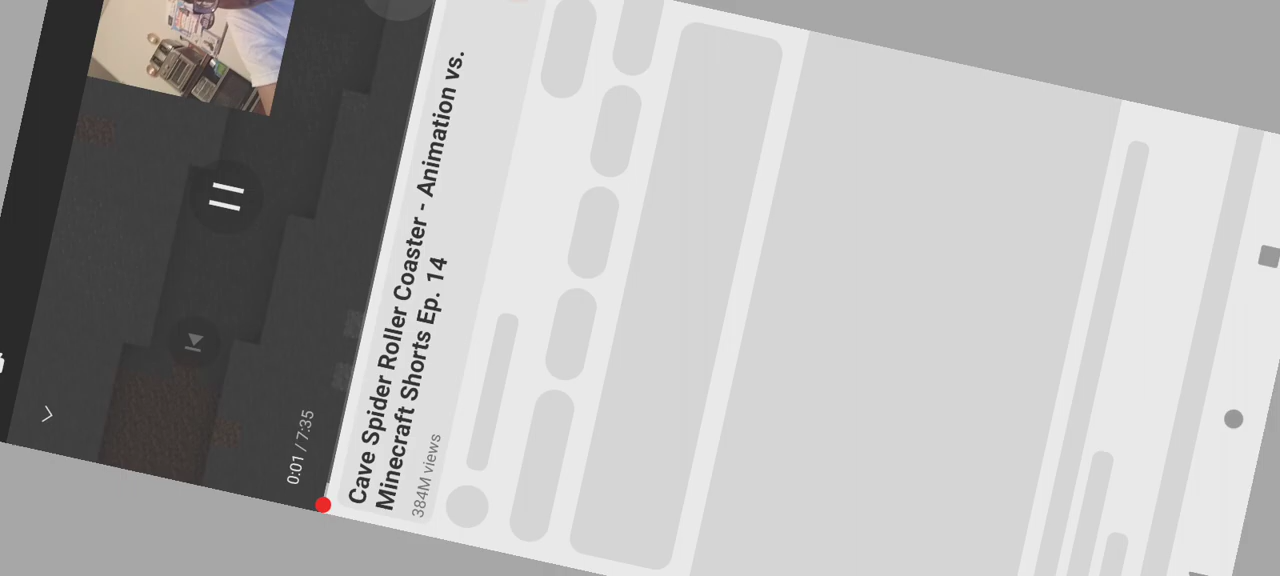 0:01 / 7:35
Cave Spider Roller Coaster - Animation vs.
Minecraft Shorts Ep. 14
384M views